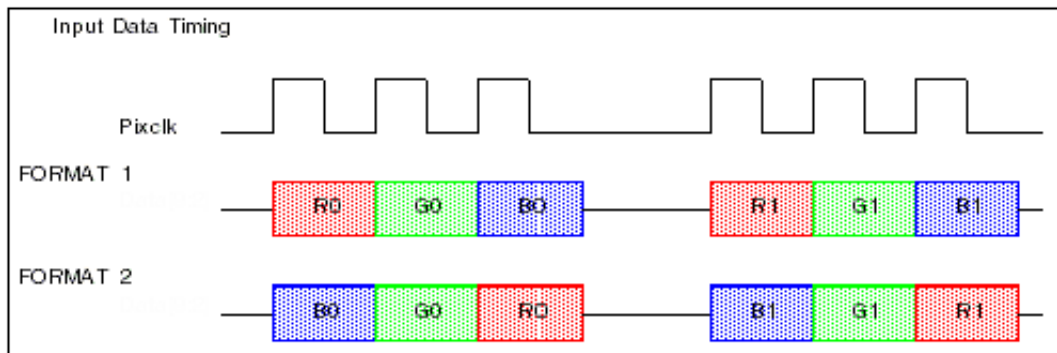 Input Data Timing
Pixclk
FORMAT 1
R0 G0 B0 R1 G1 B1
FORMAT 2
B0 G0 R0 B1 G1 R1